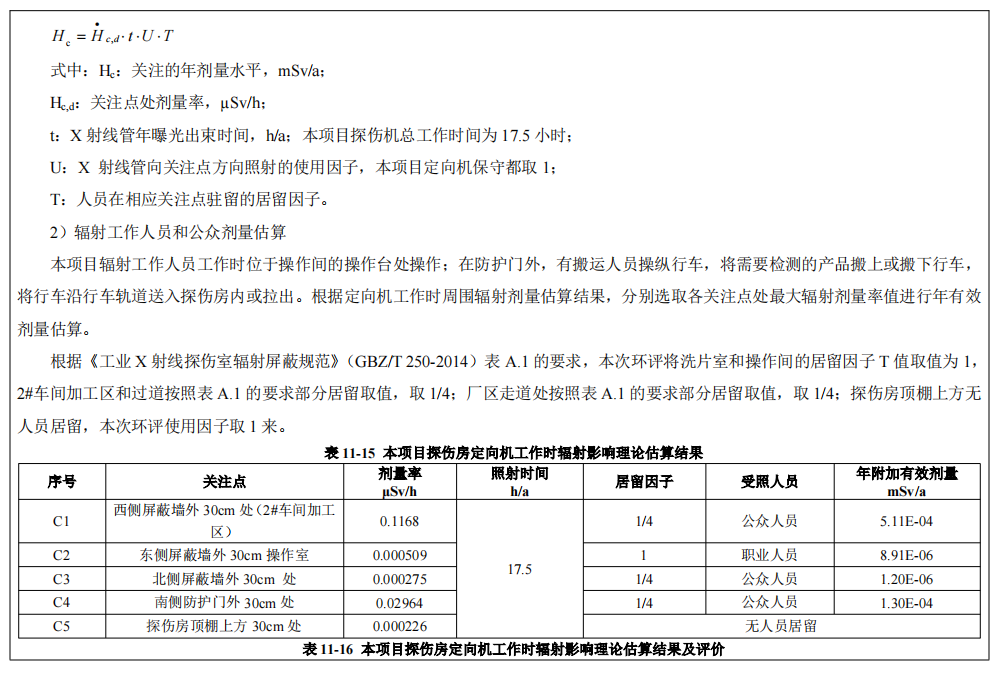 H_c = Ḣ_c,d · t · U · T
式中：H_c：关注的年剂量水平，mSv/a；
H_c,d：关注点处剂量率，μSv/h；
t：X 射线管年曝光出束时间，h/a；本项目探伤机总工作时间为 17.5 小时；
U：X 射线管向关注点方向照射的使用因子，本项目定向机保守都取 1；
T：人员在相应关注点驻留的居留因子。
2）辐射工作人员和公众剂量估算
本项目辐射工作人员工作时位于操作间的操作台处操作；在防护门外，有搬运人员操纵行车，将需要检测的产品搬上或搬下行车，
将行车沿行车轨道送入探伤房内或拉出。根据定向机工作时周围辐射剂量估算结果，分别选取各关注点处最大辐射剂量率值进行年有效
剂量估算。
根据《工业 X 射线探伤室辐射屏蔽规范》（GBZ/T 250-2014）表 A.1 的要求，本次环评将洗片室和操作间的居留因子 T 值取值为 1，
2#车间加工区和过道按照表 A.1 的要求部分居留取值，取 1/4；厂区走道处按照表 A.1 的要求部分居留取值，取 1/4；探伤房顶棚上方无
人员居留，本次环评使用因子取 1 来。
表 11-15 本项目探伤房定向机工作时辐射影响理论估算结果
序号 关注点 剂量率 μSv/h 照射时间 h/a 居留因子 受照人员 年附加有效剂量 mSv/a
C1 西侧屏蔽墙外 30cm 处（2#车间加工区） 0.1168 17.5 1/4 公众人员 5.11E-04
C2 东侧屏蔽墙外 30cm 操作室 0.000509 1 职业人员 8.91E-06
C3 北侧屏蔽墙外 30cm 处 0.000275 1/4 公众人员 1.20E-06
C4 南侧防护门外 30cm 处 0.02964 1/4 公众人员 1.30E-04
C5 探伤房顶棚上方 30cm 处 0.000226 无人员居留
表 11-16 本项目探伤房定向机工作时辐射影响理论估算结果及评价